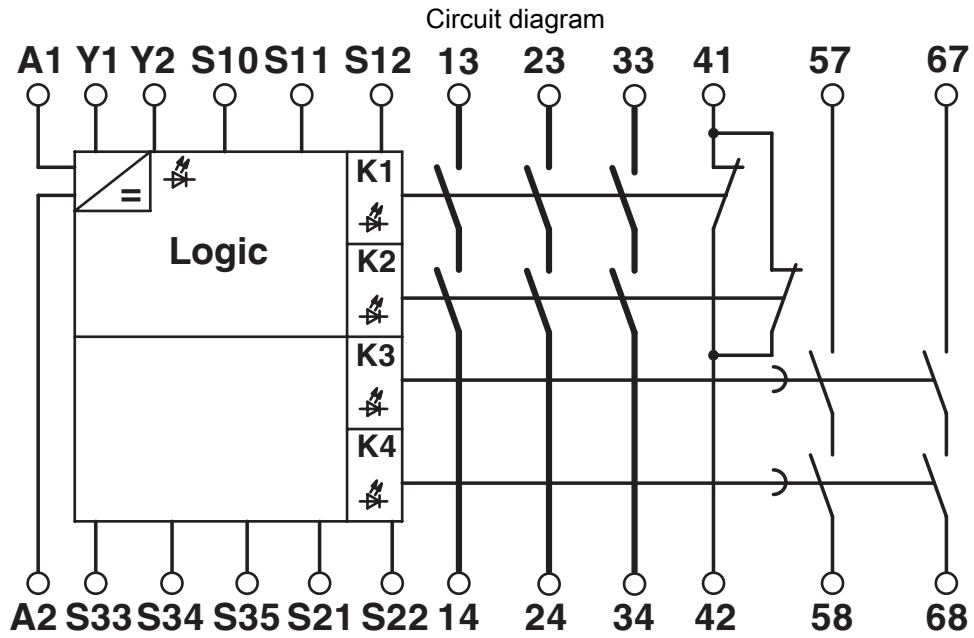 Circuit diagram
A1 Y1 Y2 S10 S11 S12 13 23 33 41 57 67
K1
=
Logic
K2
K3
K4
A2 S33 S34 S35 S21 S22 14 24 34 42 58 68